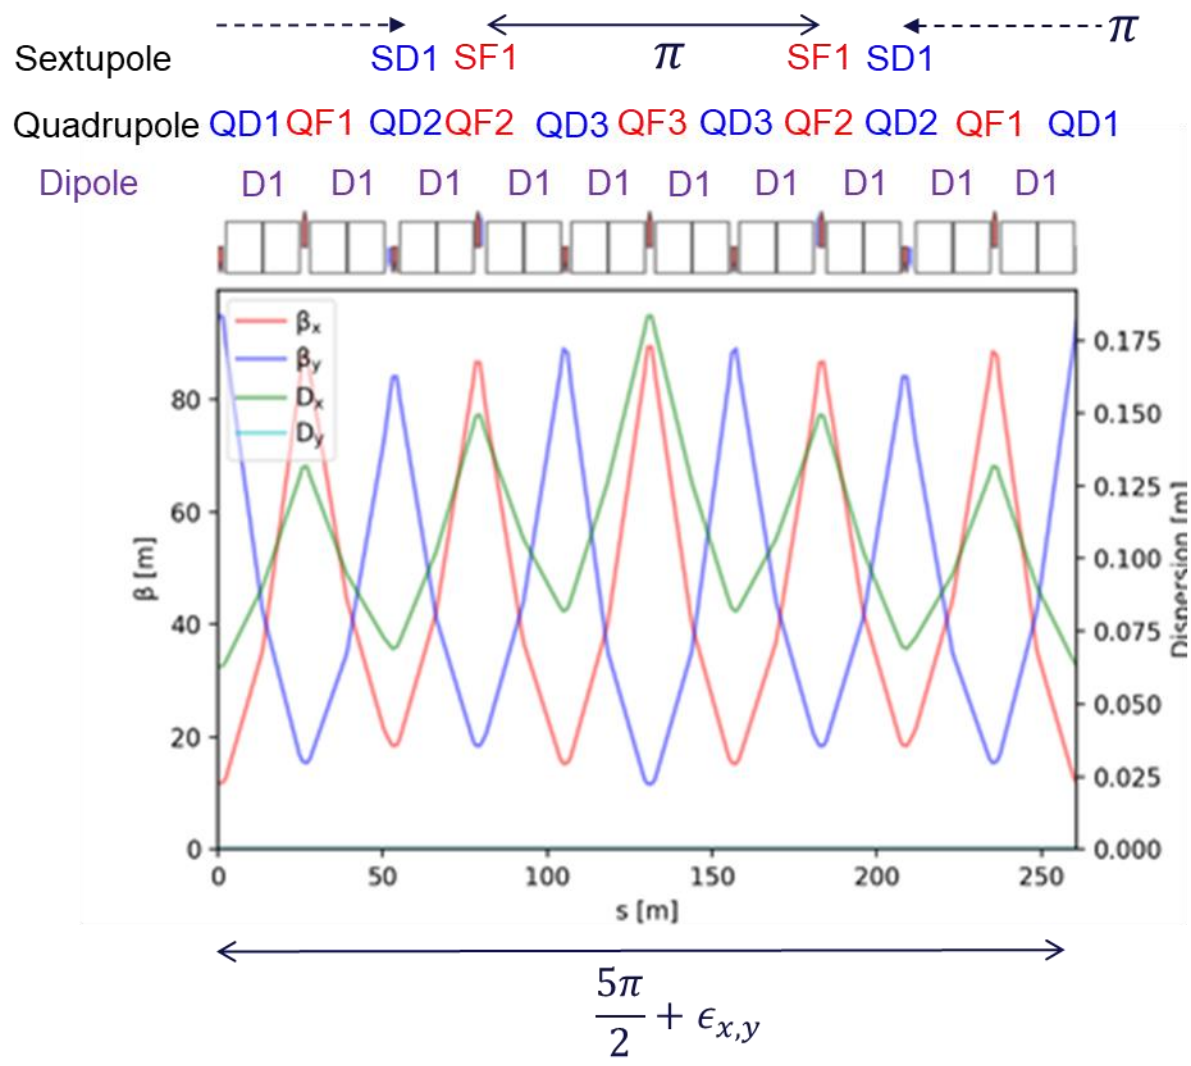 π
Sextupole SD1 SF1 π SF1 SD1
Quadrupole QD1 QF1 QD2 QF2 QD3 QF3 QD3 QF2 QD2 QF1 QD1
Dipole D1 D1 D1 D1 D1 D1 D1 D1 D1 D1
βx
βy
Dx
Dy
80
60
40
20
0
β [m]
0.175
0.150
0.125
0.100
0.075
0.050
0.025
0.000
Dispersion [m]
0 50 100 150 200 250
s [m]
5π/2 + ϵx,y